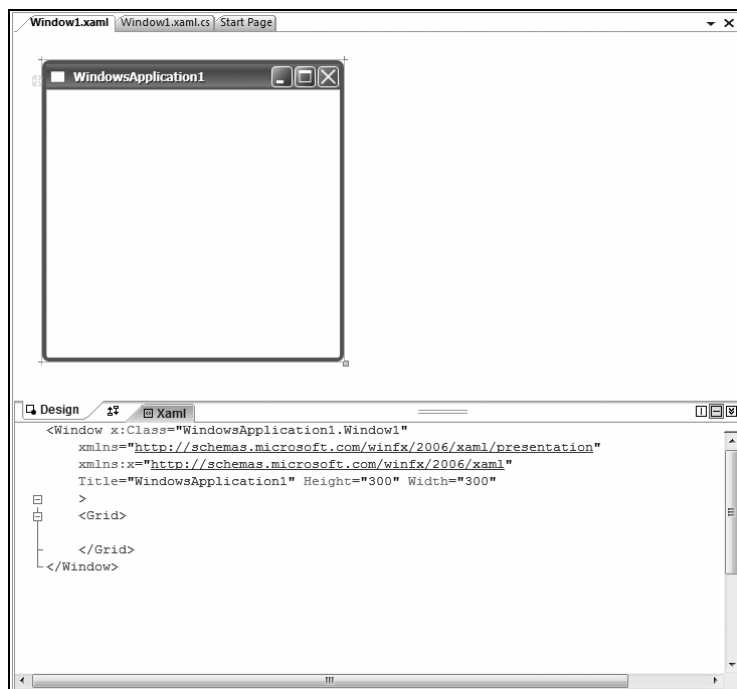 Window1.xaml Window1.xaml.cs Start Page
WindowsApplication1
Design Xaml
<Window x:Class="WindowsApplication1.Window1"
xmlns="http://schemas.microsoft.com/winfx/2006/xaml/presentation"
xmlns:x="http://schemas.microsoft.com/winfx/2006/xaml"
Title="WindowsApplication1" Height="300" Width="300"
>
<Grid>
</Grid>
</Window>